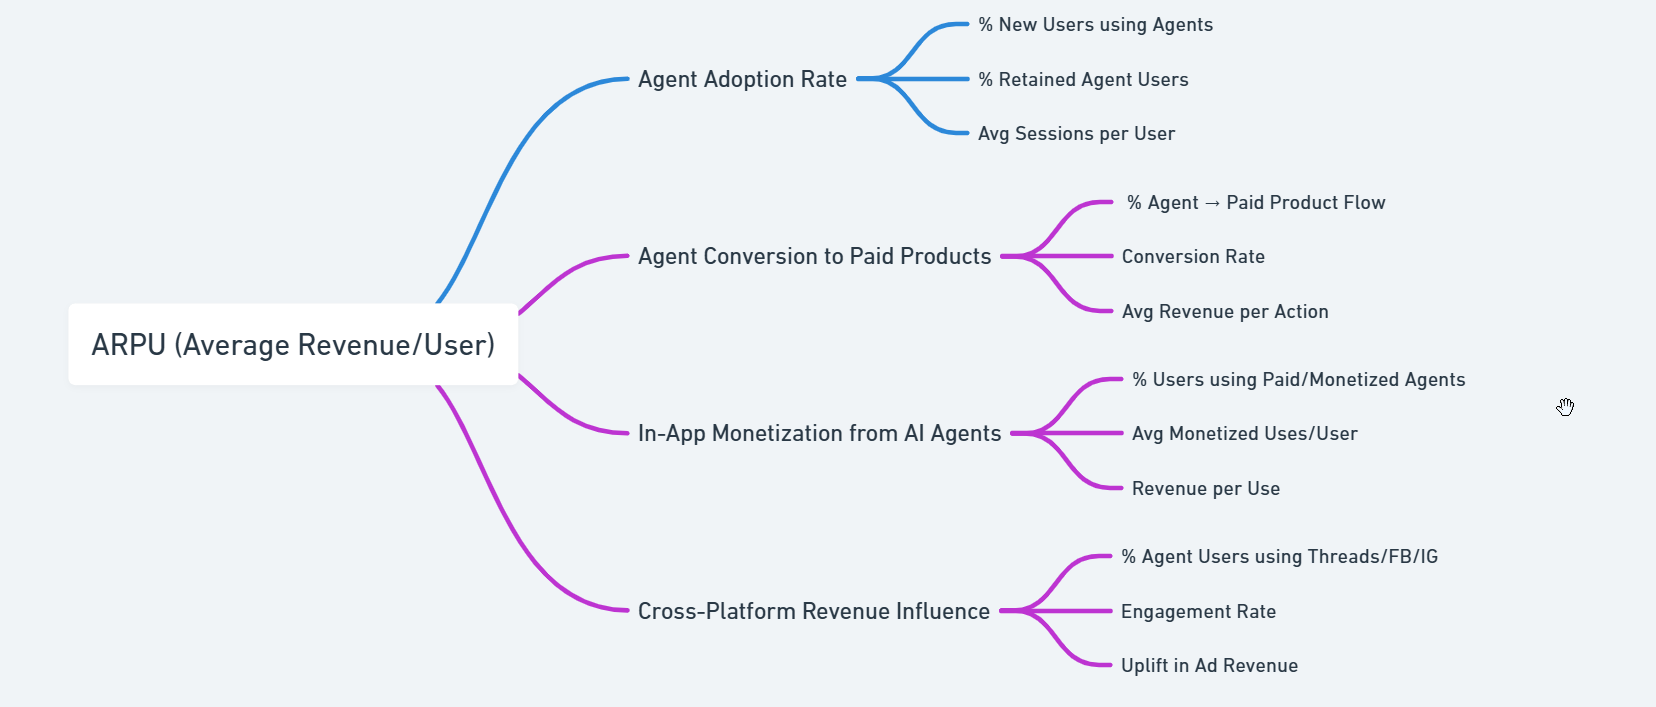 ARPU (Average Revenue/User)
Agent Adoption Rate
% New Users using Agents
% Retained Agent Users
Avg Sessions per User
Agent Conversion to Paid Products
% Agent → Paid Product Flow
Conversion Rate
Avg Revenue per Action
In-App Monetization from AI Agents
% Users using Paid/Monetized Agents
Avg Monetized Uses/User
Revenue per Use
Cross-Platform Revenue Influence
% Agent Users using Threads/FB/IG
Engagement Rate
Uplift in Ad Revenue